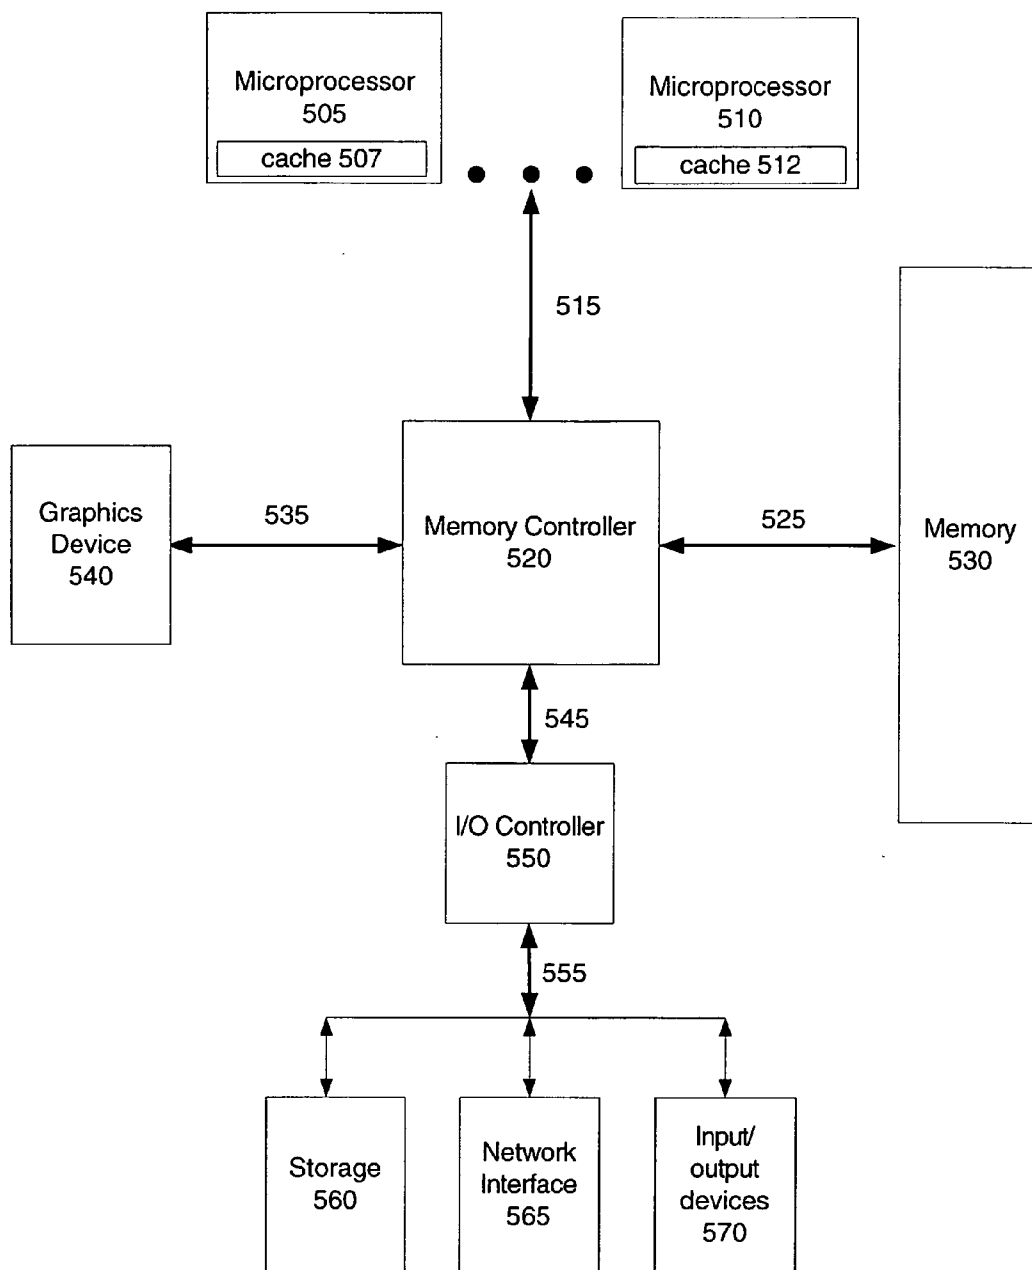 Microprocessor
505
cache 507
Microprocessor
510
cache 512
515
Graphics
Device
540
535
Memory Controller
520
525
Memory
530
545
I/O Controller
550
555
Storage
560
Network
Interface
565
Input/
output
devices
570